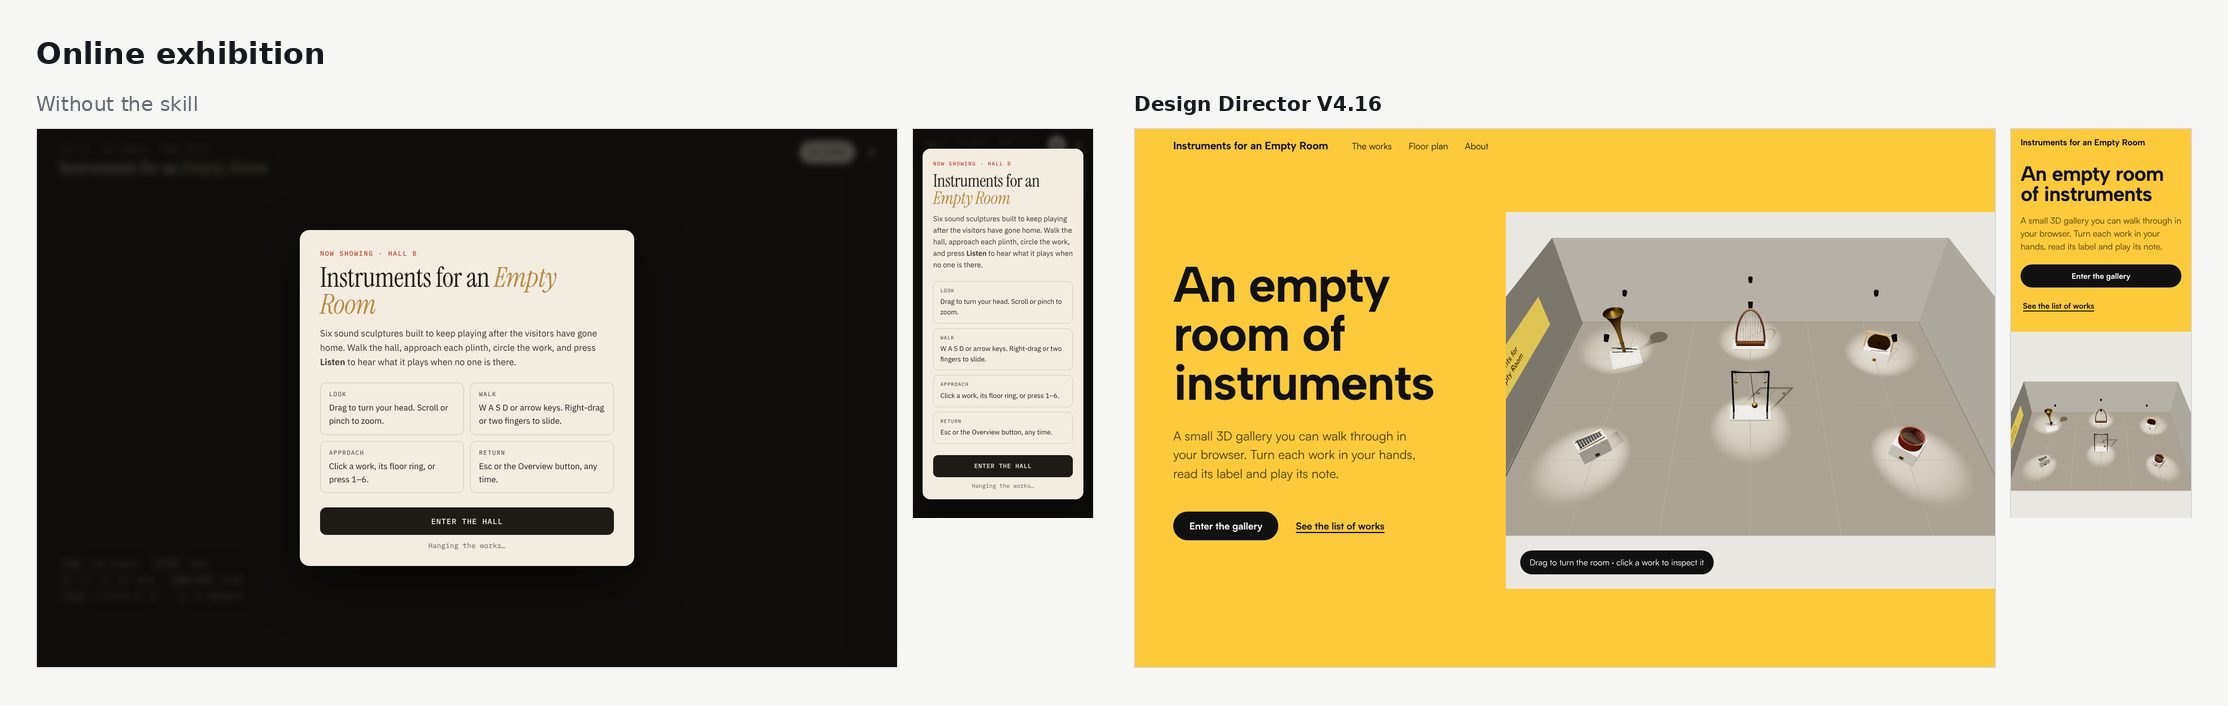 Online exhibition
Without the skill
NOW SHOWING · HALL B
Instruments for an Empty
Room
Six sound sculptures built to keep playing after the visitors have gone
home. Walk the hall, approach each plinth, circle the work, and press
Listen to hear what it plays when no one is there.
LOOK
Drag to turn your head. Scroll or
pinch to zoom.
WALK
W A S D or arrow keys. Right-drag
or two fingers to slide.
APPROACH
Click a work, its floor ring, or
press 1–6.
RETURN
Esc or the Overview button, any
time.
ENTER THE HALL
Hanging the works…
NOW SHOWING · HALL B
Instruments for an
Empty Room
Six sound sculptures built to keep playing
after the visitors have gone home. Walk the
hall, approach each plinth, circle the work,
and press Listen to hear what it plays when
no one is there.
LOOK
Drag to turn your head. Scroll or pinch to
zoom.
WALK
W A S D or arrow keys. Right-drag or two
fingers to slide.
APPROACH
Click a work, its floor ring, or press 1–6.
RETURN
Esc or the Overview button, any time.
ENTER THE HALL
Hanging the works…
Design Director V4.16
Instruments for an Empty Room
The works
Floor plan
About
An empty
room of
instruments
A small 3D gallery you can walk through in
your browser. Turn each work in your hands,
read its label and play its note.
Enter the gallery
See the list of works
Drag to turn the room · click a work to inspect it
Instruments for an Empty Room
An empty room
of instruments
A small 3D gallery you can walk through in
your browser. Turn each work in your
hands, read its label and play its note.
Enter the gallery
See the list of works